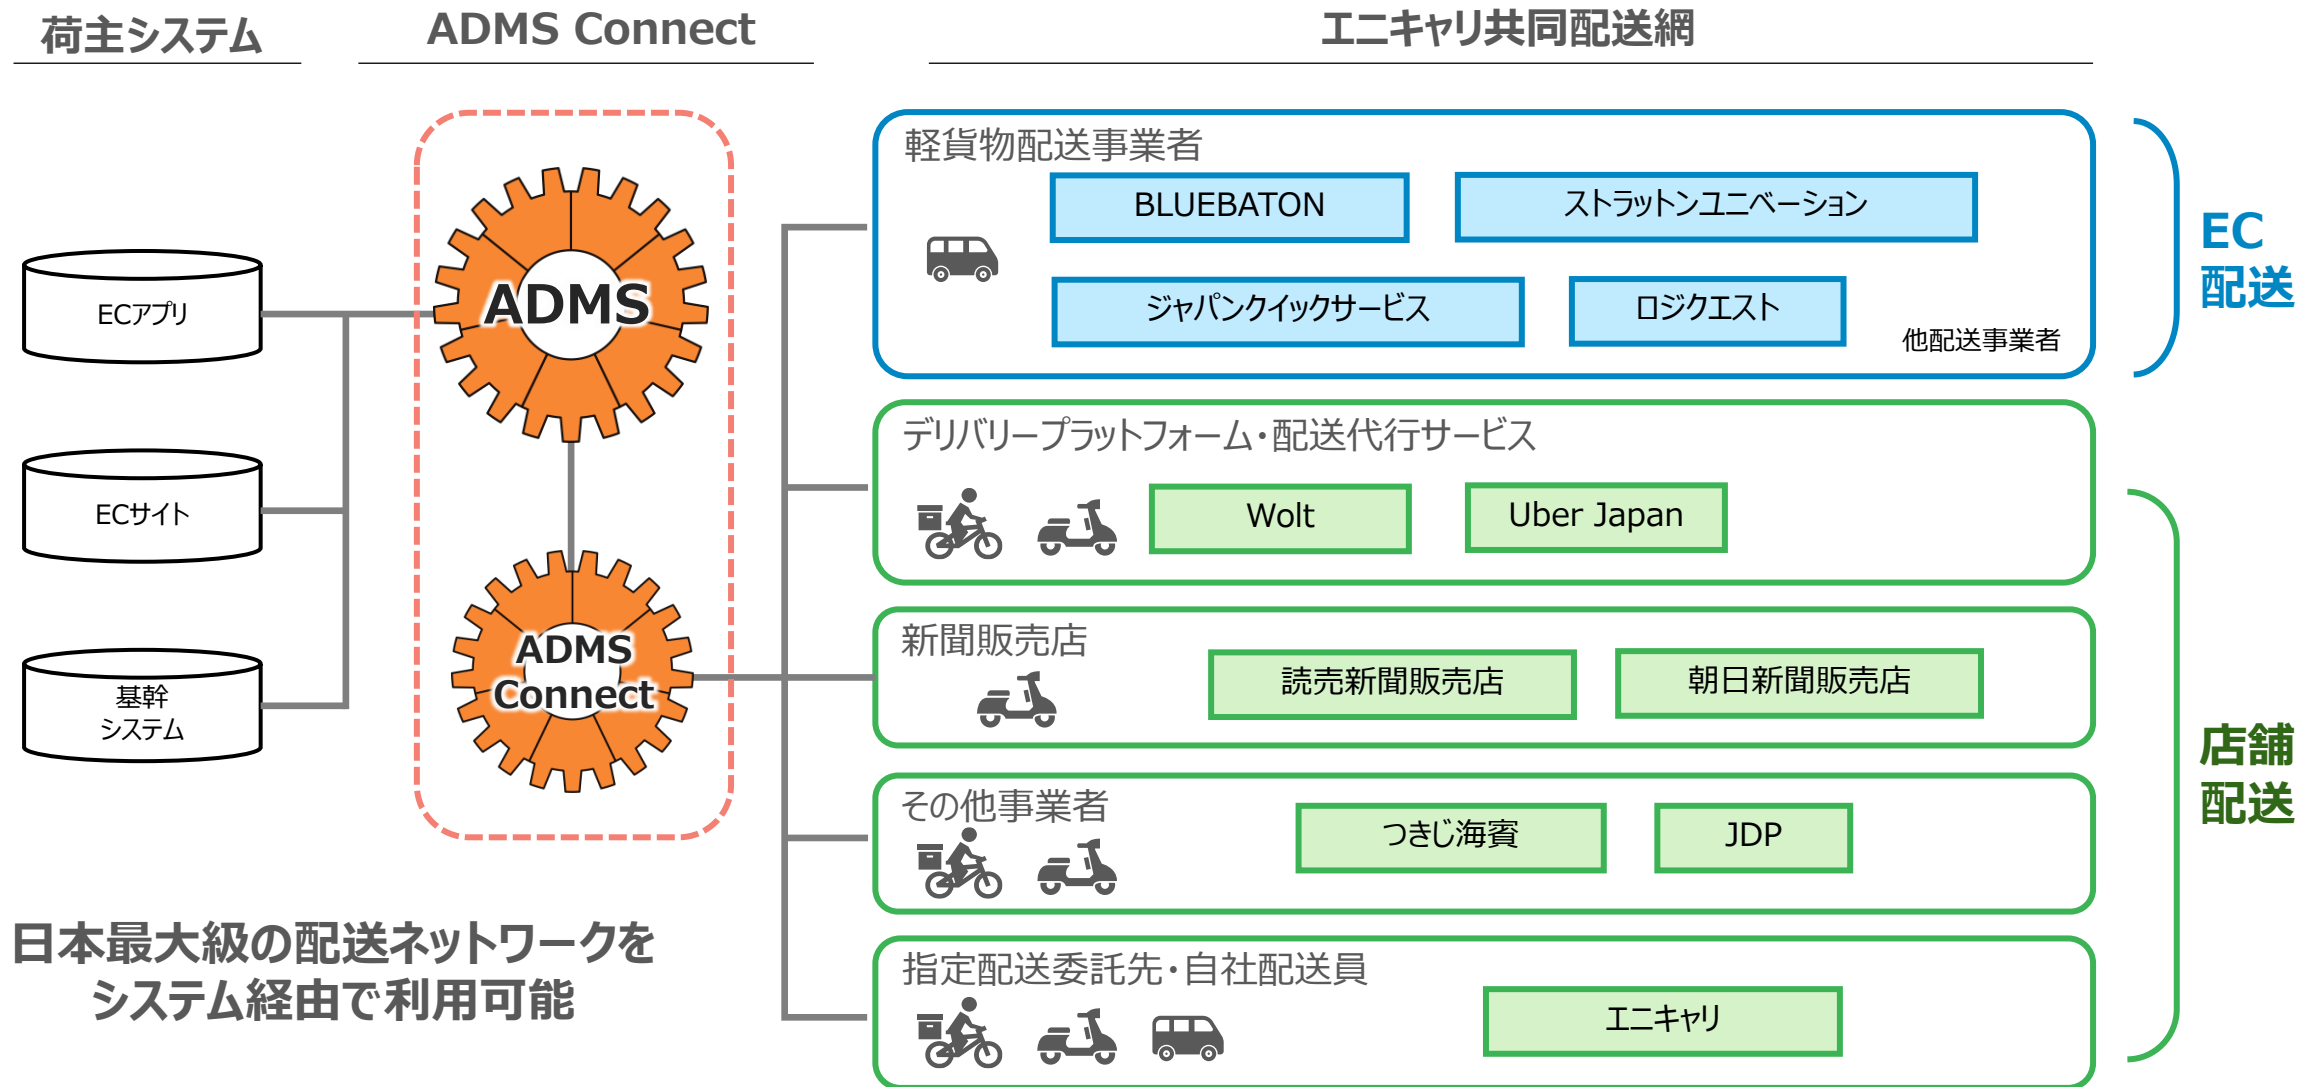 荷主システム
ADMS Connect
エニキャリ共同配送網
ECアプリ
ECサイト
基幹
システム
ADMS
ADMS
Connect
軽貨物配送事業者
BLUEBATON
ストラットンユニベーション
ジャパンクイックサービス
ロジクエスト
他配送事業者
デリバリープラットフォーム・配送代行サービス
Wolt
Uber Japan
新聞販売店
読売新聞販売店
朝日新聞販売店
その他事業者
つきじ海賓
JDP
指定配送委託先・自社配送員
エニキャリ
EC
配送
店舗
配送
日本最大級の配送ネットワークを
システム経由で利用可能